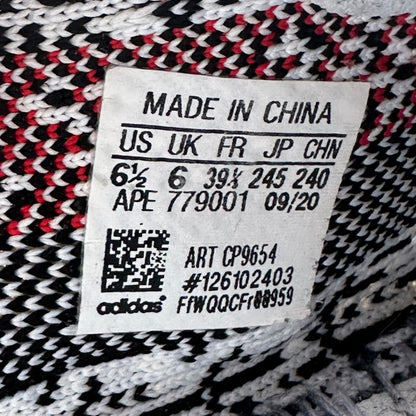 MADE IN CHINA
US UK FR JP CHN
6½ 6 39⅓ 245 240
APE 779001 09/20
ART CP9654
#126102403
adidas FfWQQCFr88959